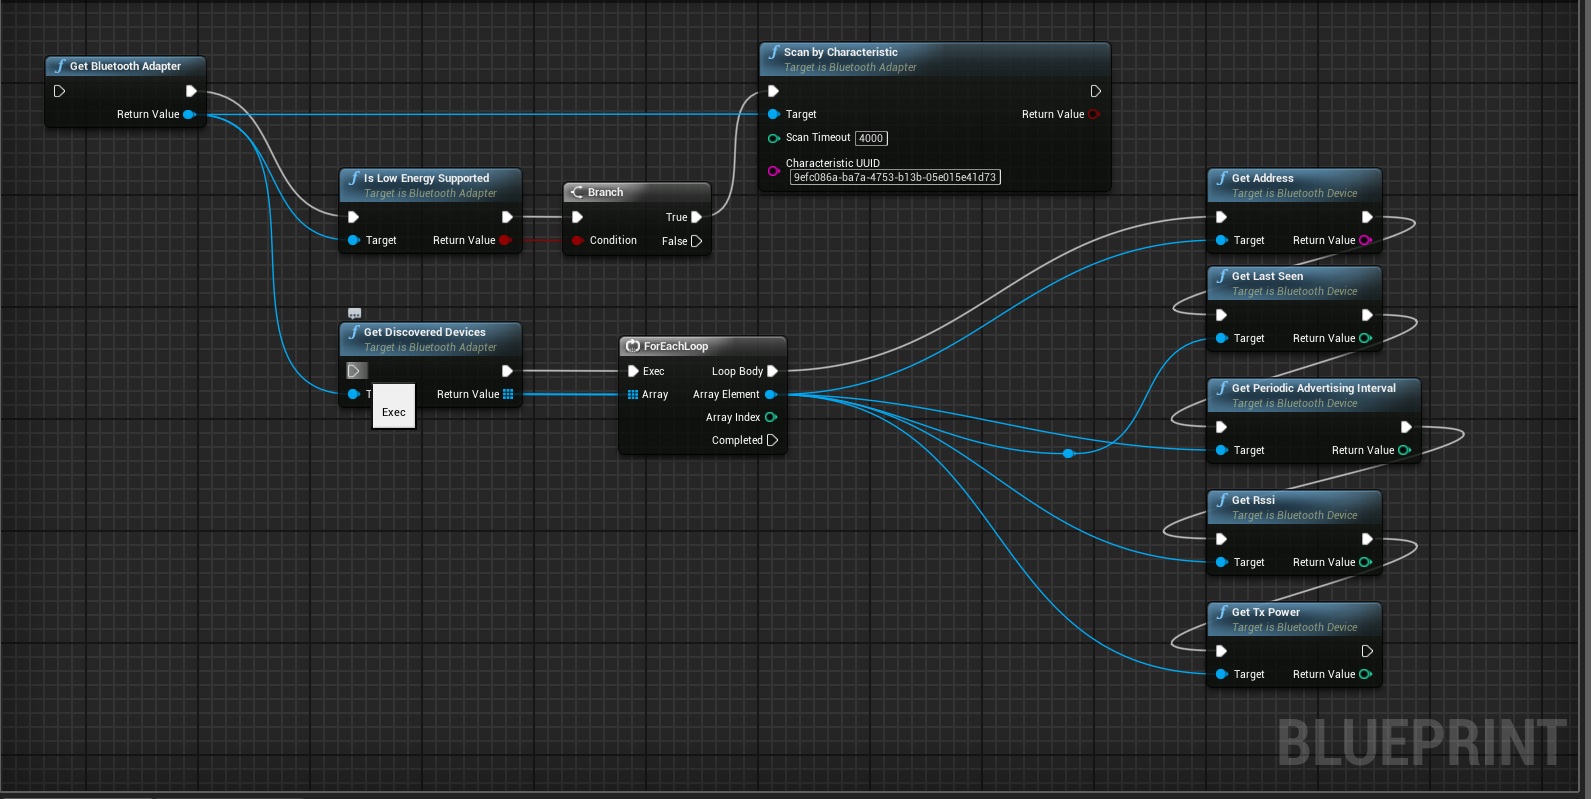 Get Bluetooth Adapter
Return Value
Scan by Characteristic
Target is Bluetooth Adapter
Target
Return Value
Scan Timeout 4000
Characteristic UUID
9efc086a-ba7a-4753-b13b-05e015e41d73
Is Low Energy Supported
Target is Bluetooth Adapter
Target Return Value
Branch
True
Condition False
Get Discovered Devices
Target is Bluetooth Adapter
Return Value
Exec
ForEachLoop
Exec Loop Body
Array Array Element
Array Index
Completed
Get Address
Target is Bluetooth Device
Target Return Value
Get Last Seen
Target is Bluetooth Device
Target Return Value
Get Periodic Advertising Interval
Target is Bluetooth Device
Target Return Value
Get Rssi
Target is Bluetooth Device
Target Return Value
Get Tx Power
Target is Bluetooth Device
Target Return Value
BLUEPRINT